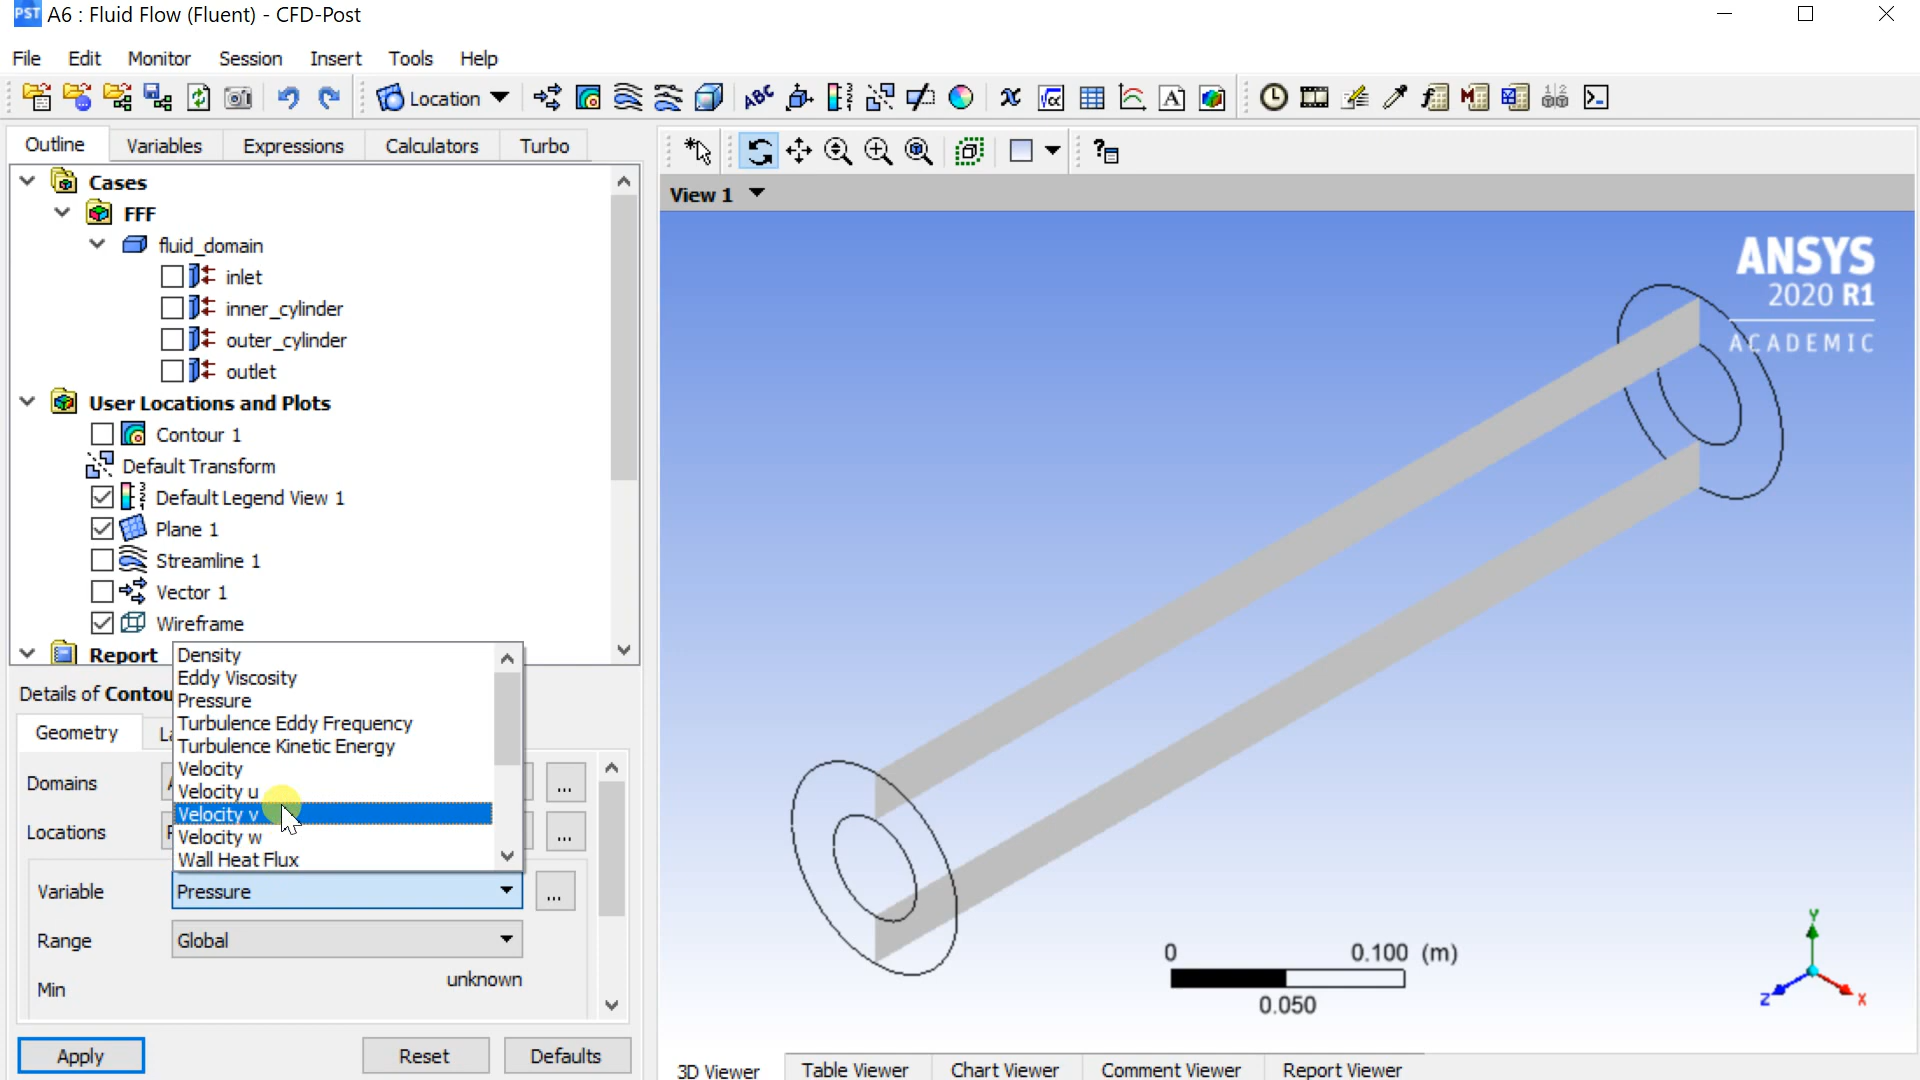 PST A6 : Fluid Flow (Fluent) - CFD-Post
File Edit Monitor Session Insert Tools Help
Location
Outline Variables Expressions Calculators Turbo
Cases
FFF
fluid_domain
inlet
inner_cylinder
outer_cylinder
outlet
User Locations and Plots
Contour 1
Default Transform
Default Legend View 1
Plane 1
Streamline 1
Vector 1
Wireframe
Report
Density
Eddy Viscosity
Pressure
Turbulence Eddy Frequency
Turbulence Kinetic Energy
Velocity
Velocity u
Velocity v
Velocity w
Wall Heat Flux
Details of Contou
Geometry
Domains ...
Locations ...
Variable Pressure ...
Range Global
Min unknown
Apply Reset Defaults
View 1
ANSYS
2020 R1
ACADEMIC
0 0.100 (m)
0.050
Y
Z X
3D Viewer Table Viewer Chart Viewer Comment Viewer Report Viewer